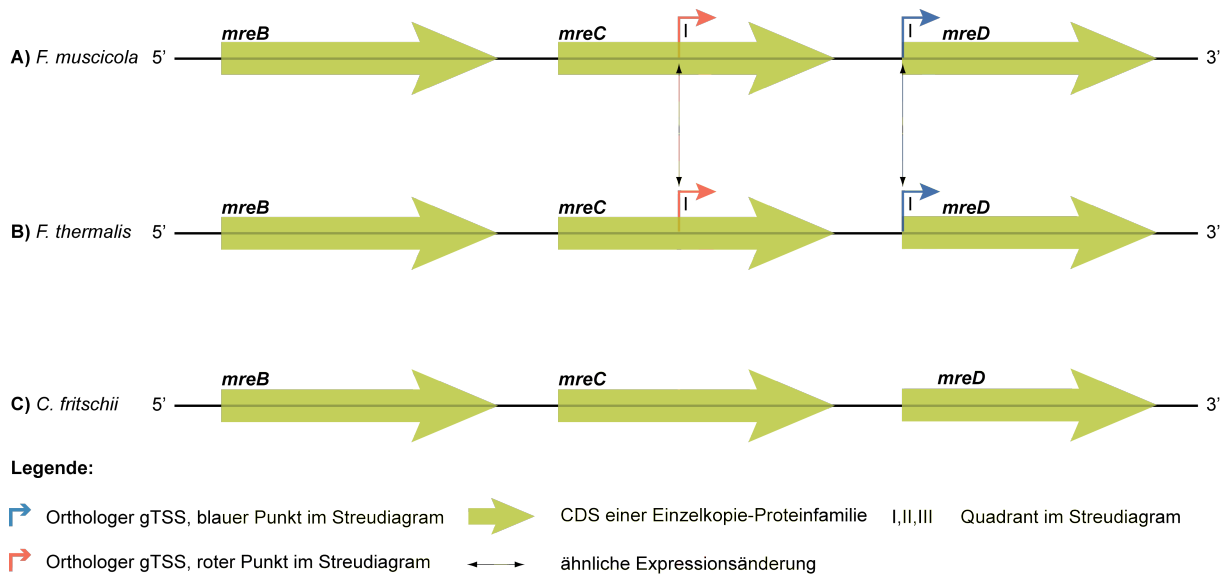 mreB mreC I I mreD
A) F. muscicola 5’ 3’
mreB mreC I I mreD
B) F. thermalis 5’ 3’
mreB mreC mreD
C) C. fritschii 5’ 3’
Legende:
Orthologer gTSS, blauer Punkt im Streudiagram CDS einer Einzelkopie-Proteinfamilie I,II,III Quadrant im Streudiagram
Orthologer gTSS, roter Punkt im Streudiagram ähnliche Expressionsänderung